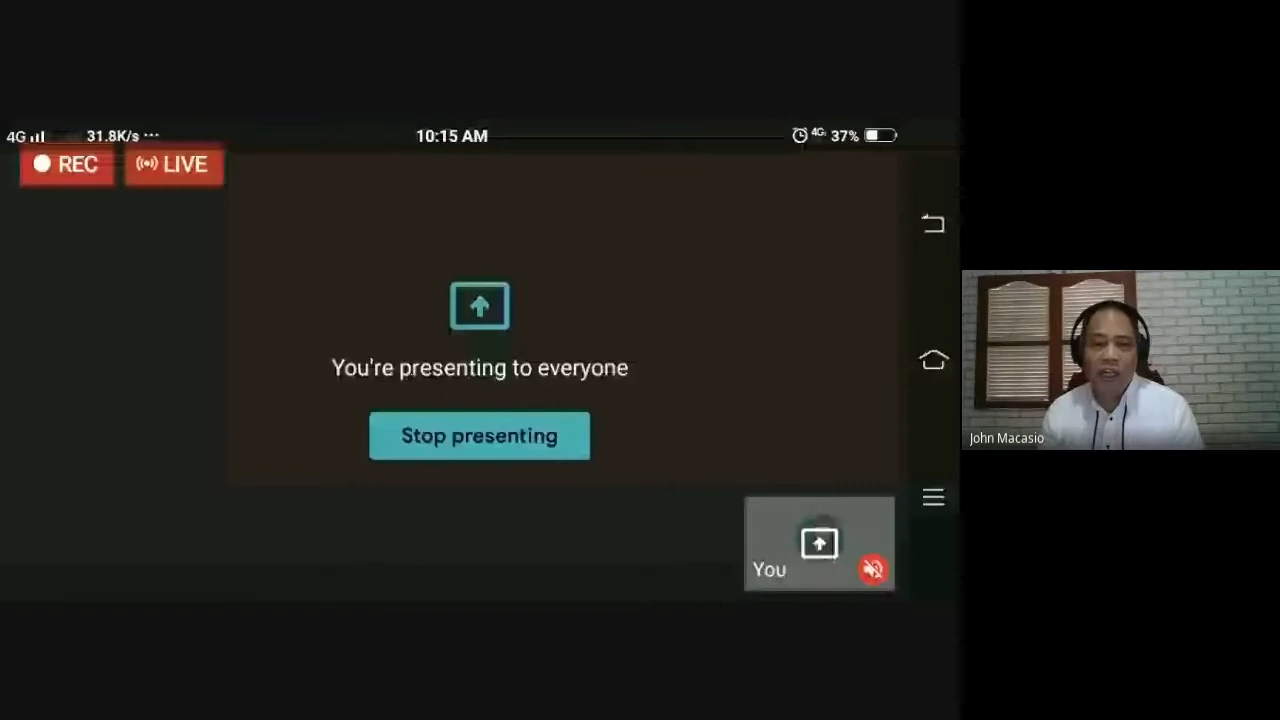 4G 31.8K/s ... 10:15 AM 4G 37%
REC LIVE
You're presenting to everyone
Stop presenting
You
John Macasio